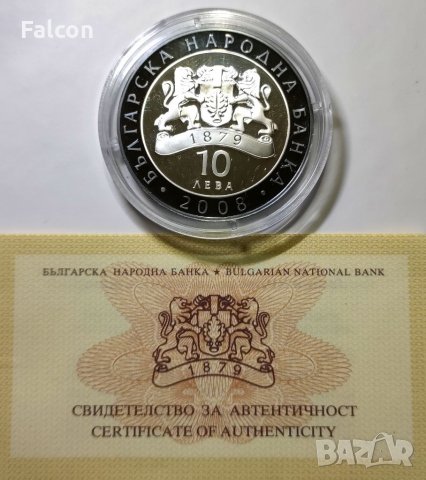 Falcon
• БЪЛГАРСКА НАРОДНА БАНКА •
1879
10
ЛЕВА
• 2008 •
БЪЛГАРСКА НАРОДНА БАНКА ★ BULGARIAN NATIONAL BANK
1879
СВИДЕТЕЛСТВО ЗА АВТЕНТИЧНОСТ
CERTIFICATE OF AUTHENTICITY
BAZAR